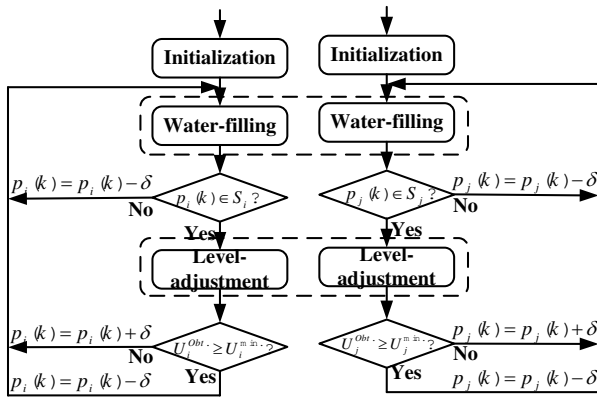 Initialization
Initialization
Water-filling
Water-filling
p_i(k) = p_i(k) − δ
p_i(k) ∈ S_i ?
p_j(k) ∈ S_j ?
p_j(k) = p_j(k) − δ
No
No
Yes
Yes
Level-
adjustment
Level-
adjustment
p_i(k) = p_i(k) + δ
U_i^{Obt.} ≥ U_i^{min.} ?
U_j^{Obt.} ≥ U_j^{min.} ?
p_j(k) = p_j(k) + δ
No
No
Yes
Yes
p_i(k) = p_i(k) − δ
p_j(k) = p_j(k) − δ